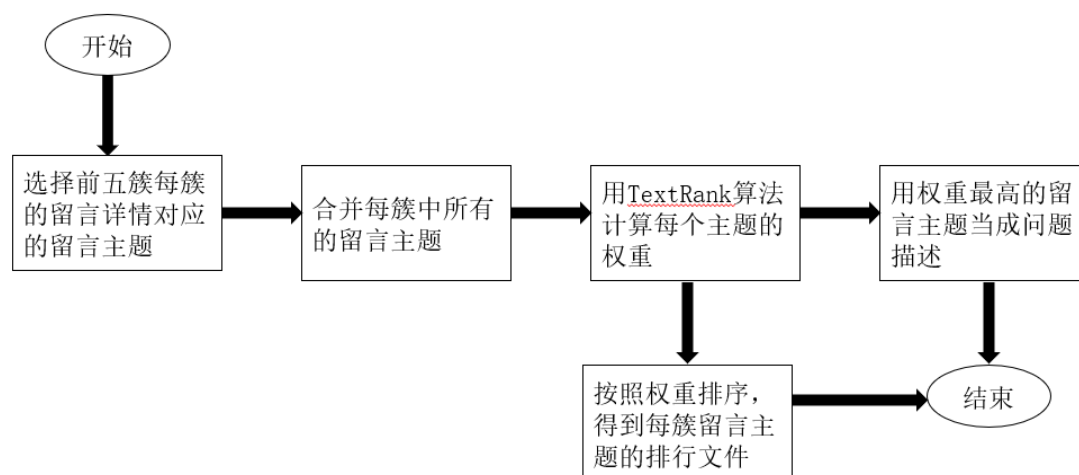 开始
选择前五簇每簇
的留言详情对应
的留言主题
合并每簇中所有
的留言主题
用TextRank算法
计算每个主题的
权重
用权重最高的留
言主题当成问题
描述
按照权重排序，
得到每簇留言主
题的排行文件
结束